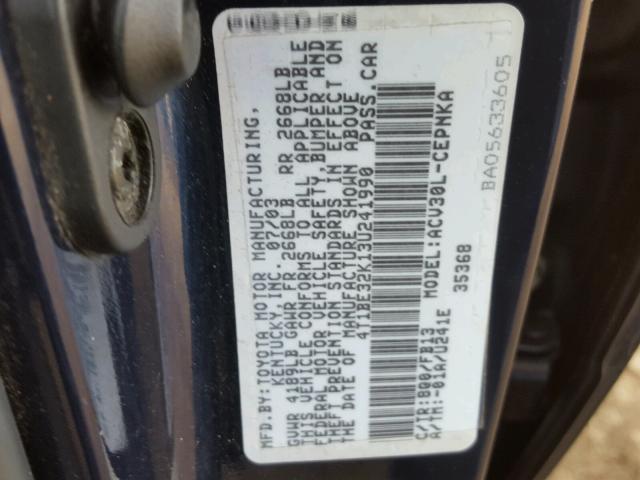 MFD.BY:TOYOTA MOTOR MANUFACTURING,
KENTUCKY,INC. 07/03
GVWR 4189LB GAWR FR 2668LB RR 2668LB
THIS VEHICLE CONFORMS TO ALL APPLICABLE
FEDERAL MOTOR VEHICLE SAFETY,BUMPER AND
THEFT PREVENTION STANDARDS IN EFFECT ON
THE DATE OF MANUFACTURE SHOWN ABOVE
4T1BE32K13U241990 PASS.CAR
C/TR:8Q0/FB13 MODEL:ACV30L-CEPNKA
A/TM:-01A/U241E 35368
BA05633605